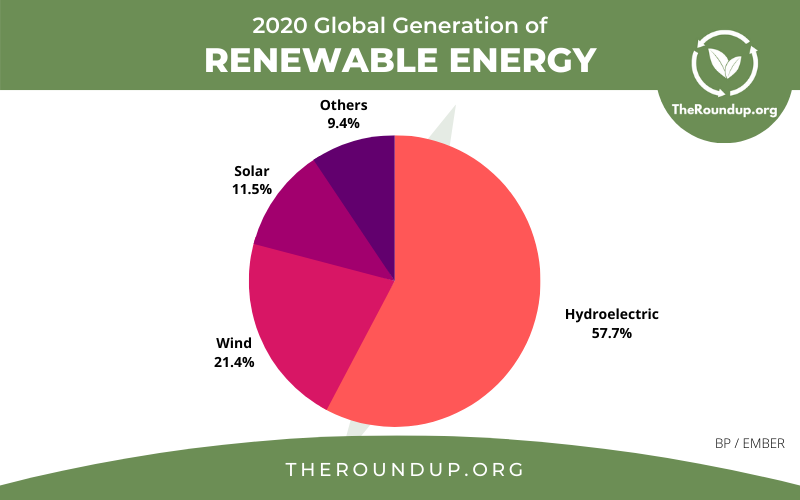 2020 Global Generation of
RENEWABLE ENERGY
TheRoundup.org
Others
9.4%
Solar
11.5%
Hydroelectric
57.7%
Wind
21.4%
BP / EMBER
THEROUNDUP.ORG